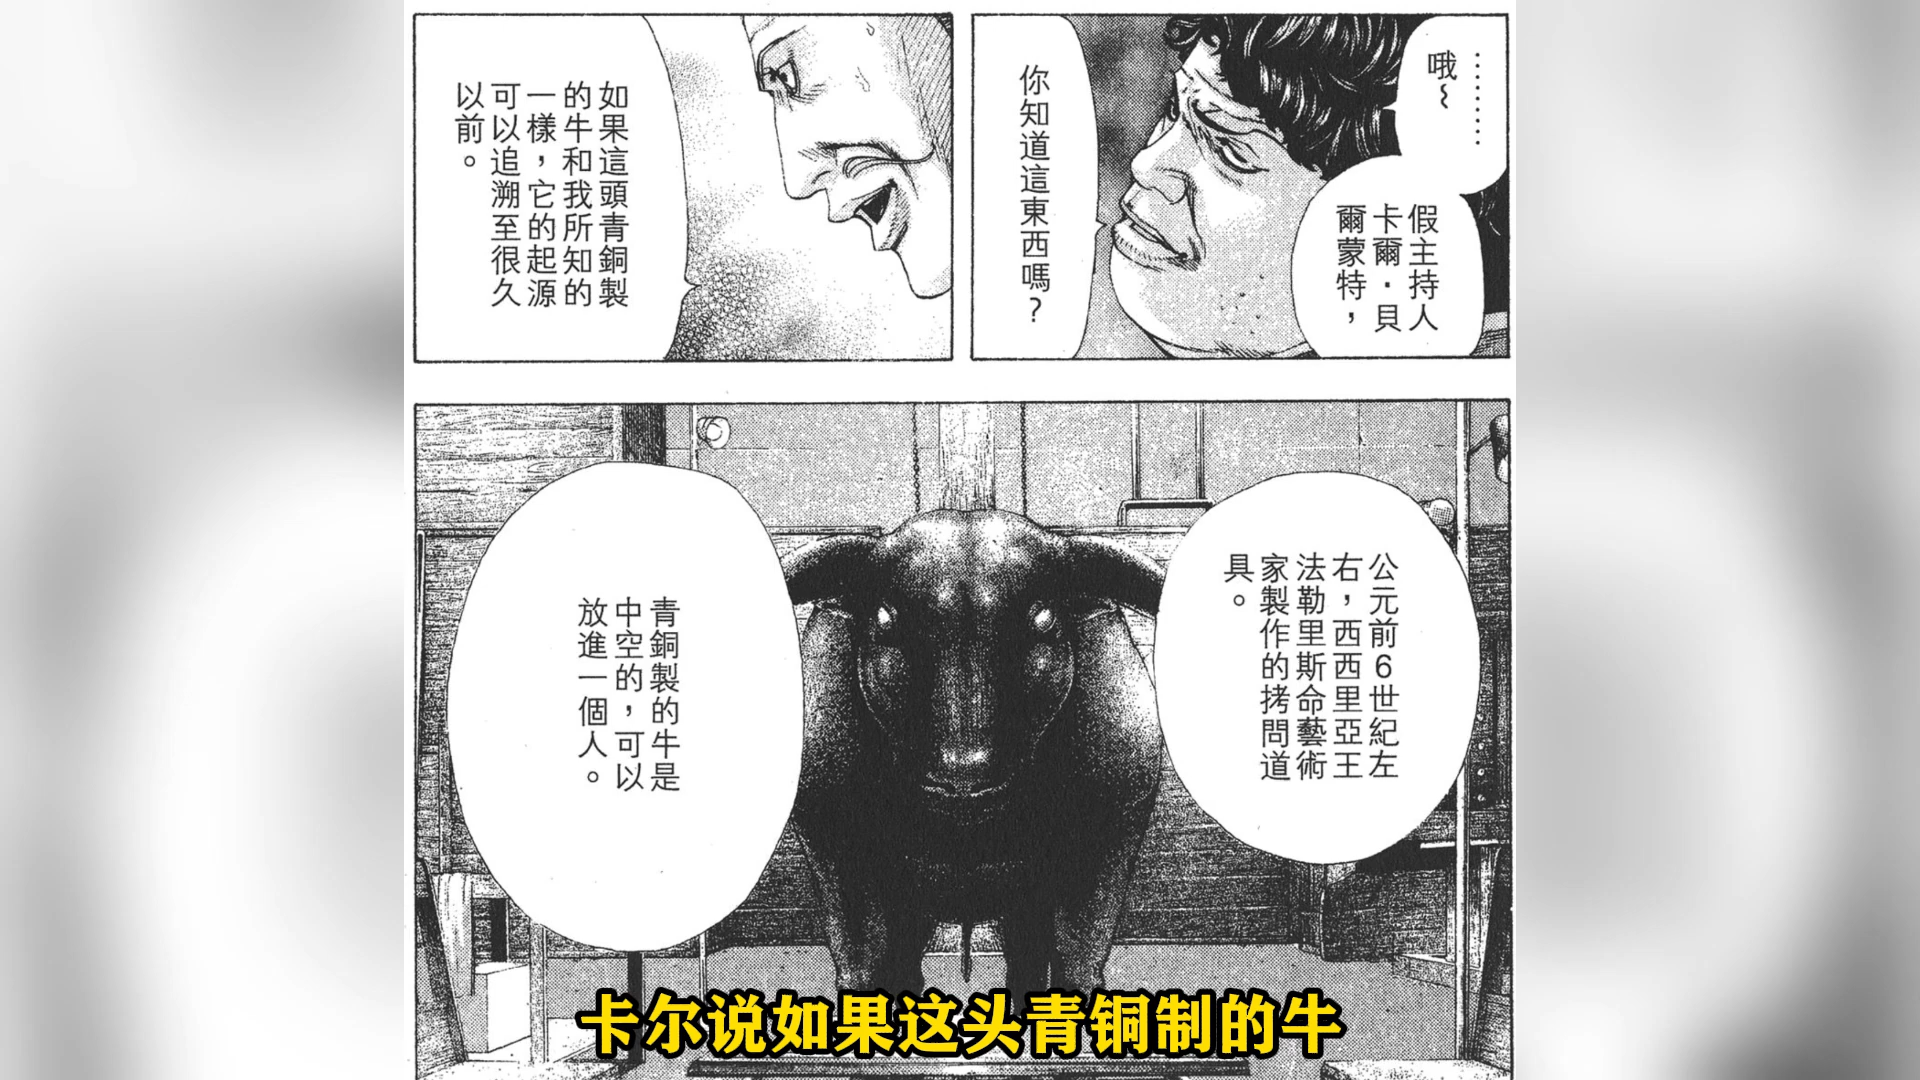 ………
哦~
假主持人
卡爾·貝
爾蒙特，
你知道這東西嗎？
如果這頭青銅製
的牛和我所知的
一樣，它的起源
可以追溯至很久
以前。
公元前6世紀左
右，西西里亞王
法勒里斯命藝術
家製作的拷問道
具。
青銅製的牛是
中空的，可以
放進一個人。
卡尔说如果这头青铜制的牛